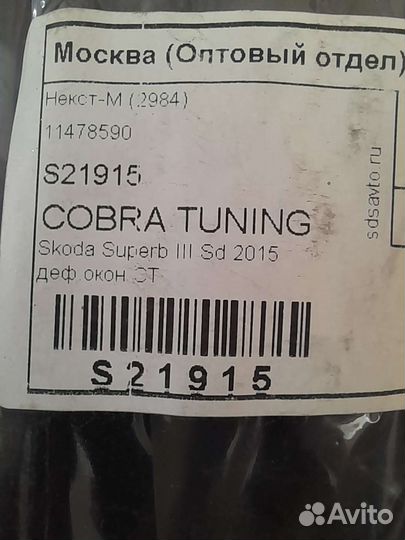 Москва (Оптовый отдел)
Некст-М (2984)
11478590
S21915
COBRA TUNING
Skoda Superb III Sd 2015
деф.окон. СТ
sdsavto.ru
S21915
Avito